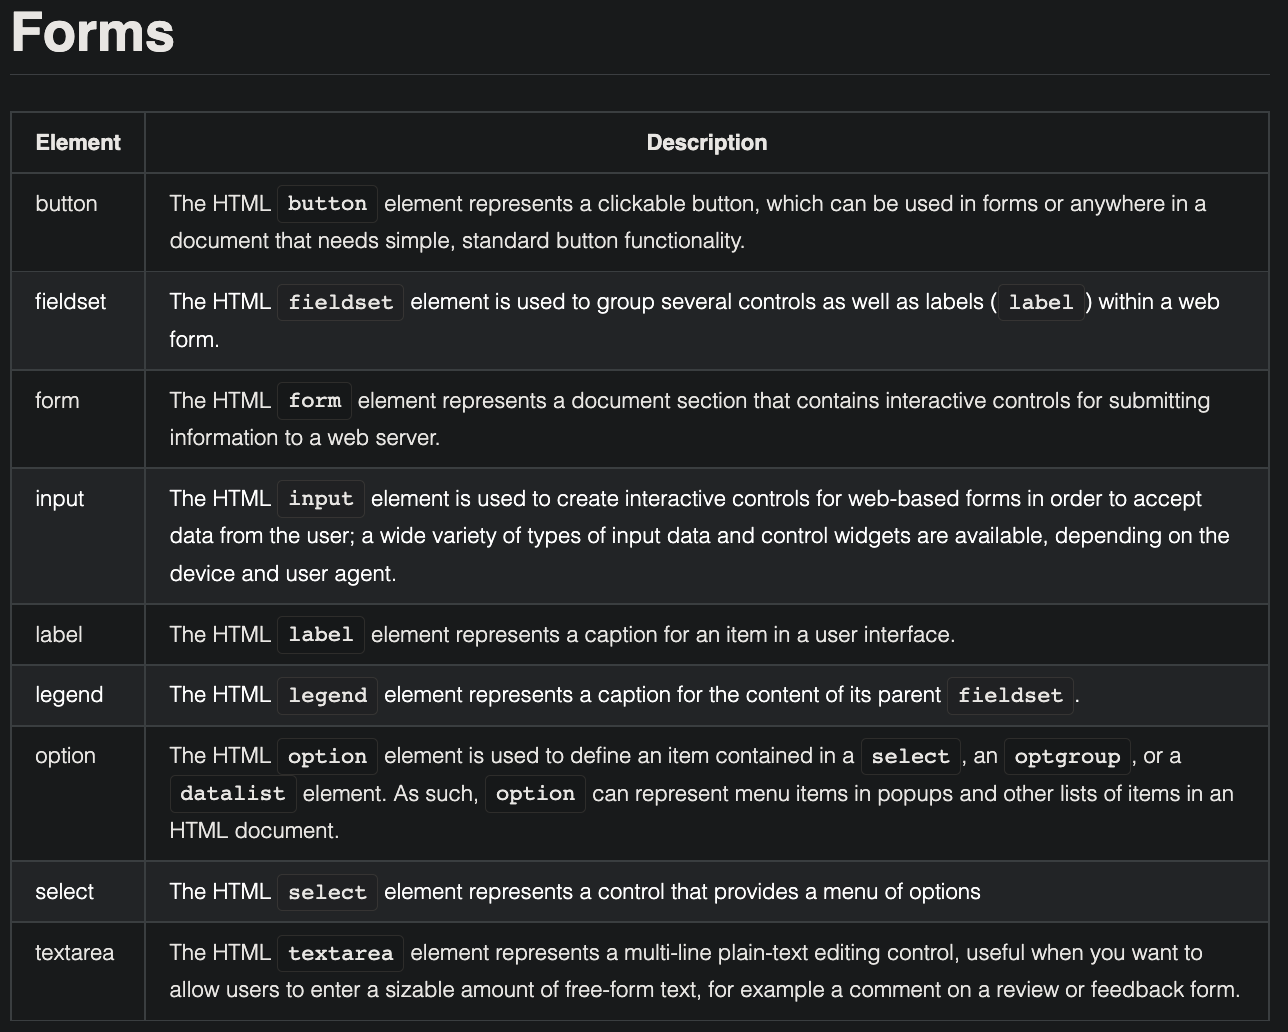 Forms
Element Description
button The HTML button element represents a clickable button, which can be used in forms or anywhere in a
document that needs simple, standard button functionality.
fieldset The HTML fieldset element is used to group several controls as well as labels ( label ) within a web
form.
form The HTML form element represents a document section that contains interactive controls for submitting
information to a web server.
input The HTML input element is used to create interactive controls for web-based forms in order to accept
data from the user; a wide variety of types of input data and control widgets are available, depending on the
device and user agent.
label The HTML label element represents a caption for an item in a user interface.
legend The HTML legend element represents a caption for the content of its parent fieldset .
option The HTML option element is used to define an item contained in a select , an optgroup , or a
datalist element. As such, option can represent menu items in popups and other lists of items in an
HTML document.
select The HTML select element represents a control that provides a menu of options
textarea The HTML textarea element represents a multi-line plain-text editing control, useful when you want to
allow users to enter a sizable amount of free-form text, for example a comment on a review or feedback form.